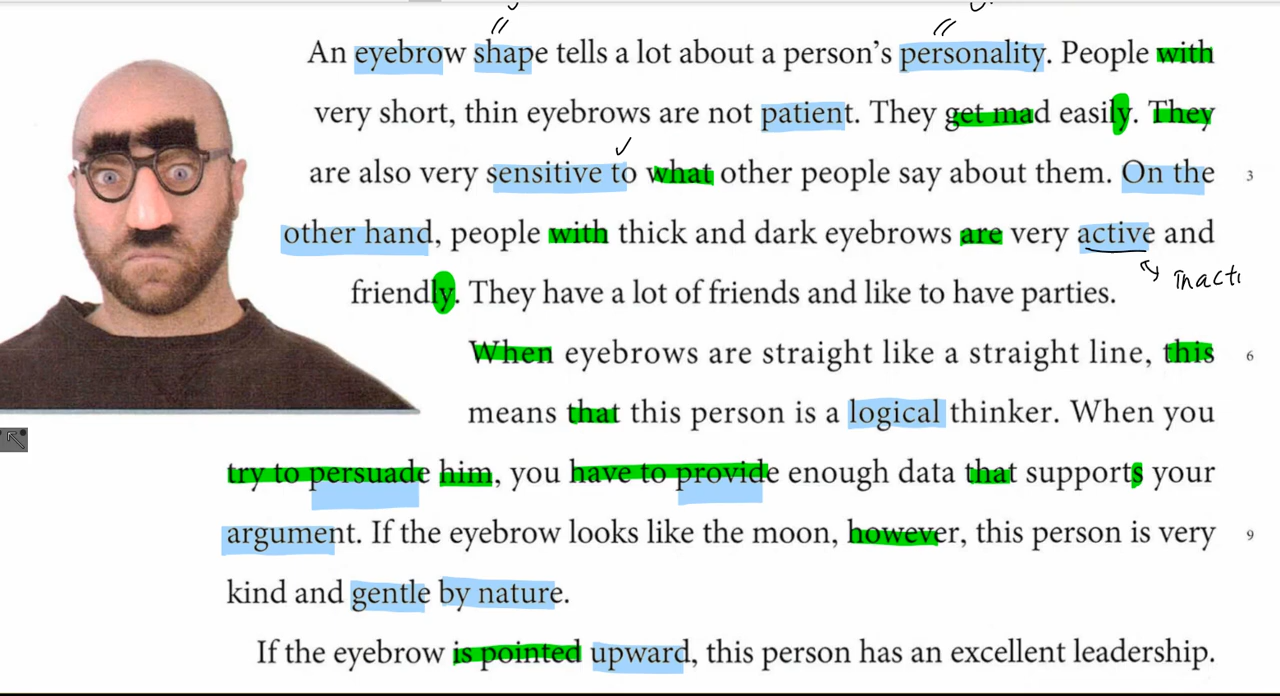 An eyebrow shape tells a lot about a person's personality. People with
very short, thin eyebrows are not patient. They get mad easily. They
are also very sensitive to what other people say about them. On the 3
other hand, people with thick and dark eyebrows are very active and
inacti
friendly. They have a lot of friends and like to have parties.
When eyebrows are straight like a straight line, this 6
means that this person is a logical thinker. When you
try to persuade him, you have to provide enough data that supports your
argument. If the eyebrow looks like the moon, however, this person is very 9
kind and gentle by nature.
If the eyebrow is pointed upward, this person has an excellent leadership.